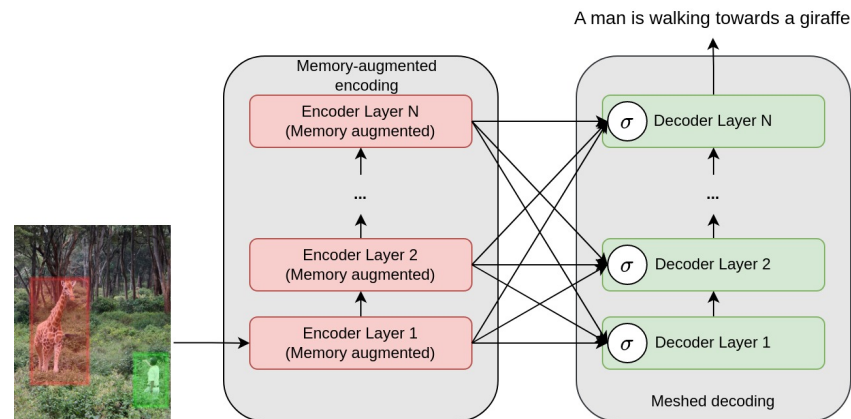 A man is walking towards a giraffe
Memory-augmented
encoding
Encoder Layer N
(Memory augmented)
...
Encoder Layer 2
(Memory augmented)
Encoder Layer 1
(Memory augmented)
σ Decoder Layer N
...
σ Decoder Layer 2
σ Decoder Layer 1
Meshed decoding